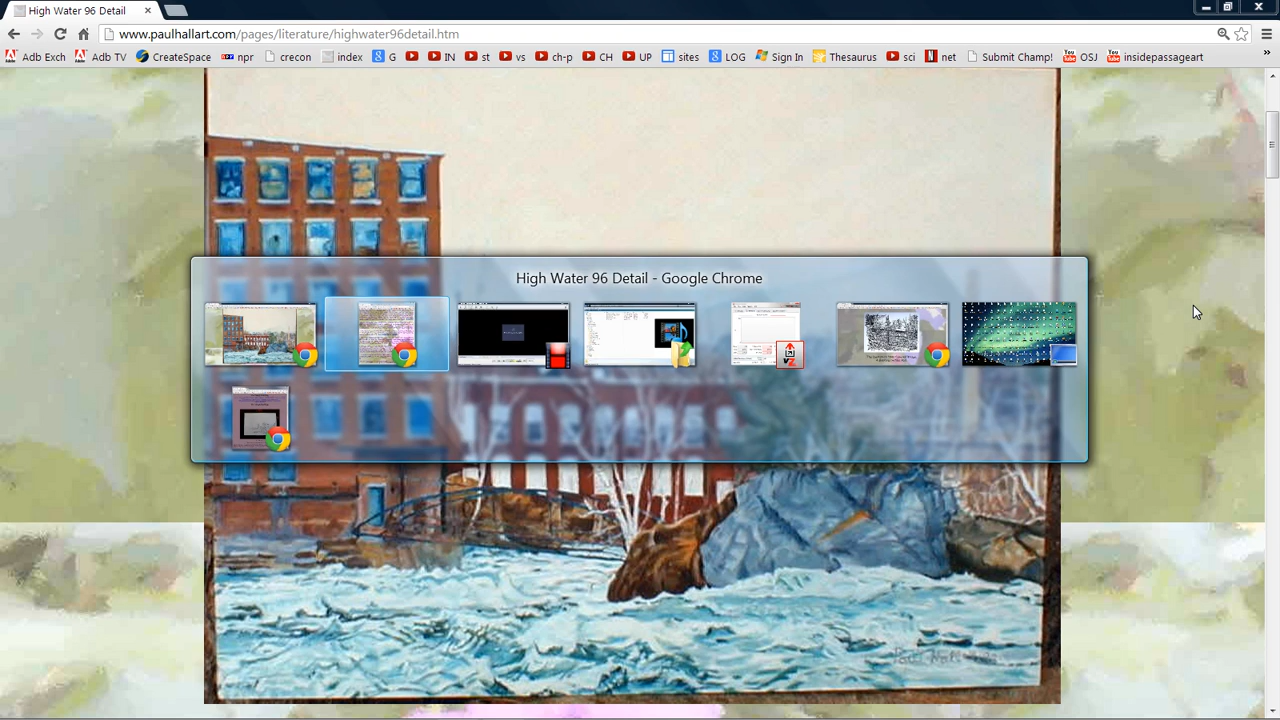 High Water 96 Detail
www.paulhallart.com/pages/literature/highwater96detail.htm
Adb Exch Adb TV CreateSpace npr crecon index G IN st vs ch-p CH UP sites LOG Sign In Thesaurus sci net Submit Champ! OSJ insidepassageart »
High Water 96 Detail - Google Chrome